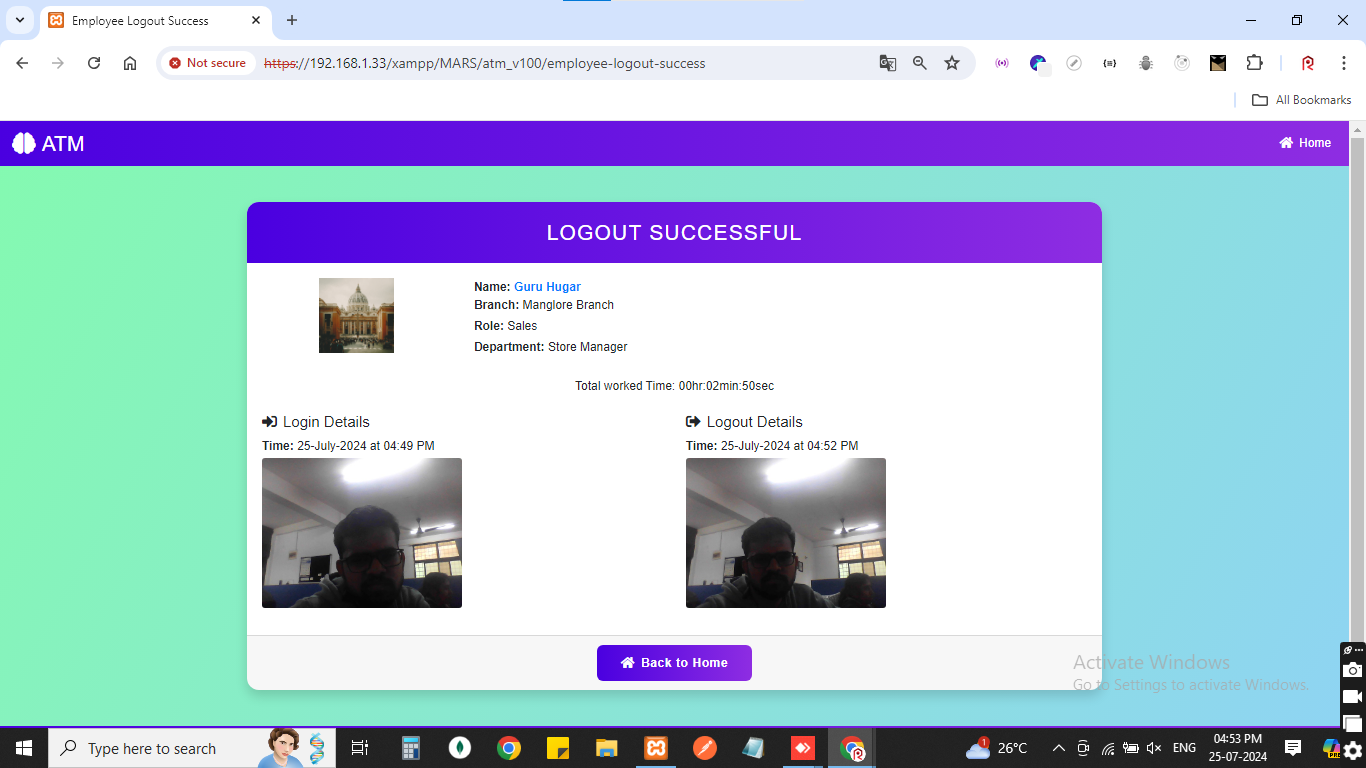 Employee Logout Success
Not secure
https://192.168.1.33/xampp/MARS/atm_v100/employee-logout-success
All Bookmarks
ATM
Home
LOGOUT SUCCESSFUL
Name: Guru Hugar
Branch: Manglore Branch
Role: Sales
Department: Store Manager
Total worked Time: 00hr:02min:50sec
Login Details
Time: 25-July-2024 at 04:49 PM
Logout Details
Time: 25-July-2024 at 04:52 PM
Back to Home
Activate Windows
Go to Settings to activate Windows.
Type here to search
1
26°C
ENG
04:53 PM
25-07-2024